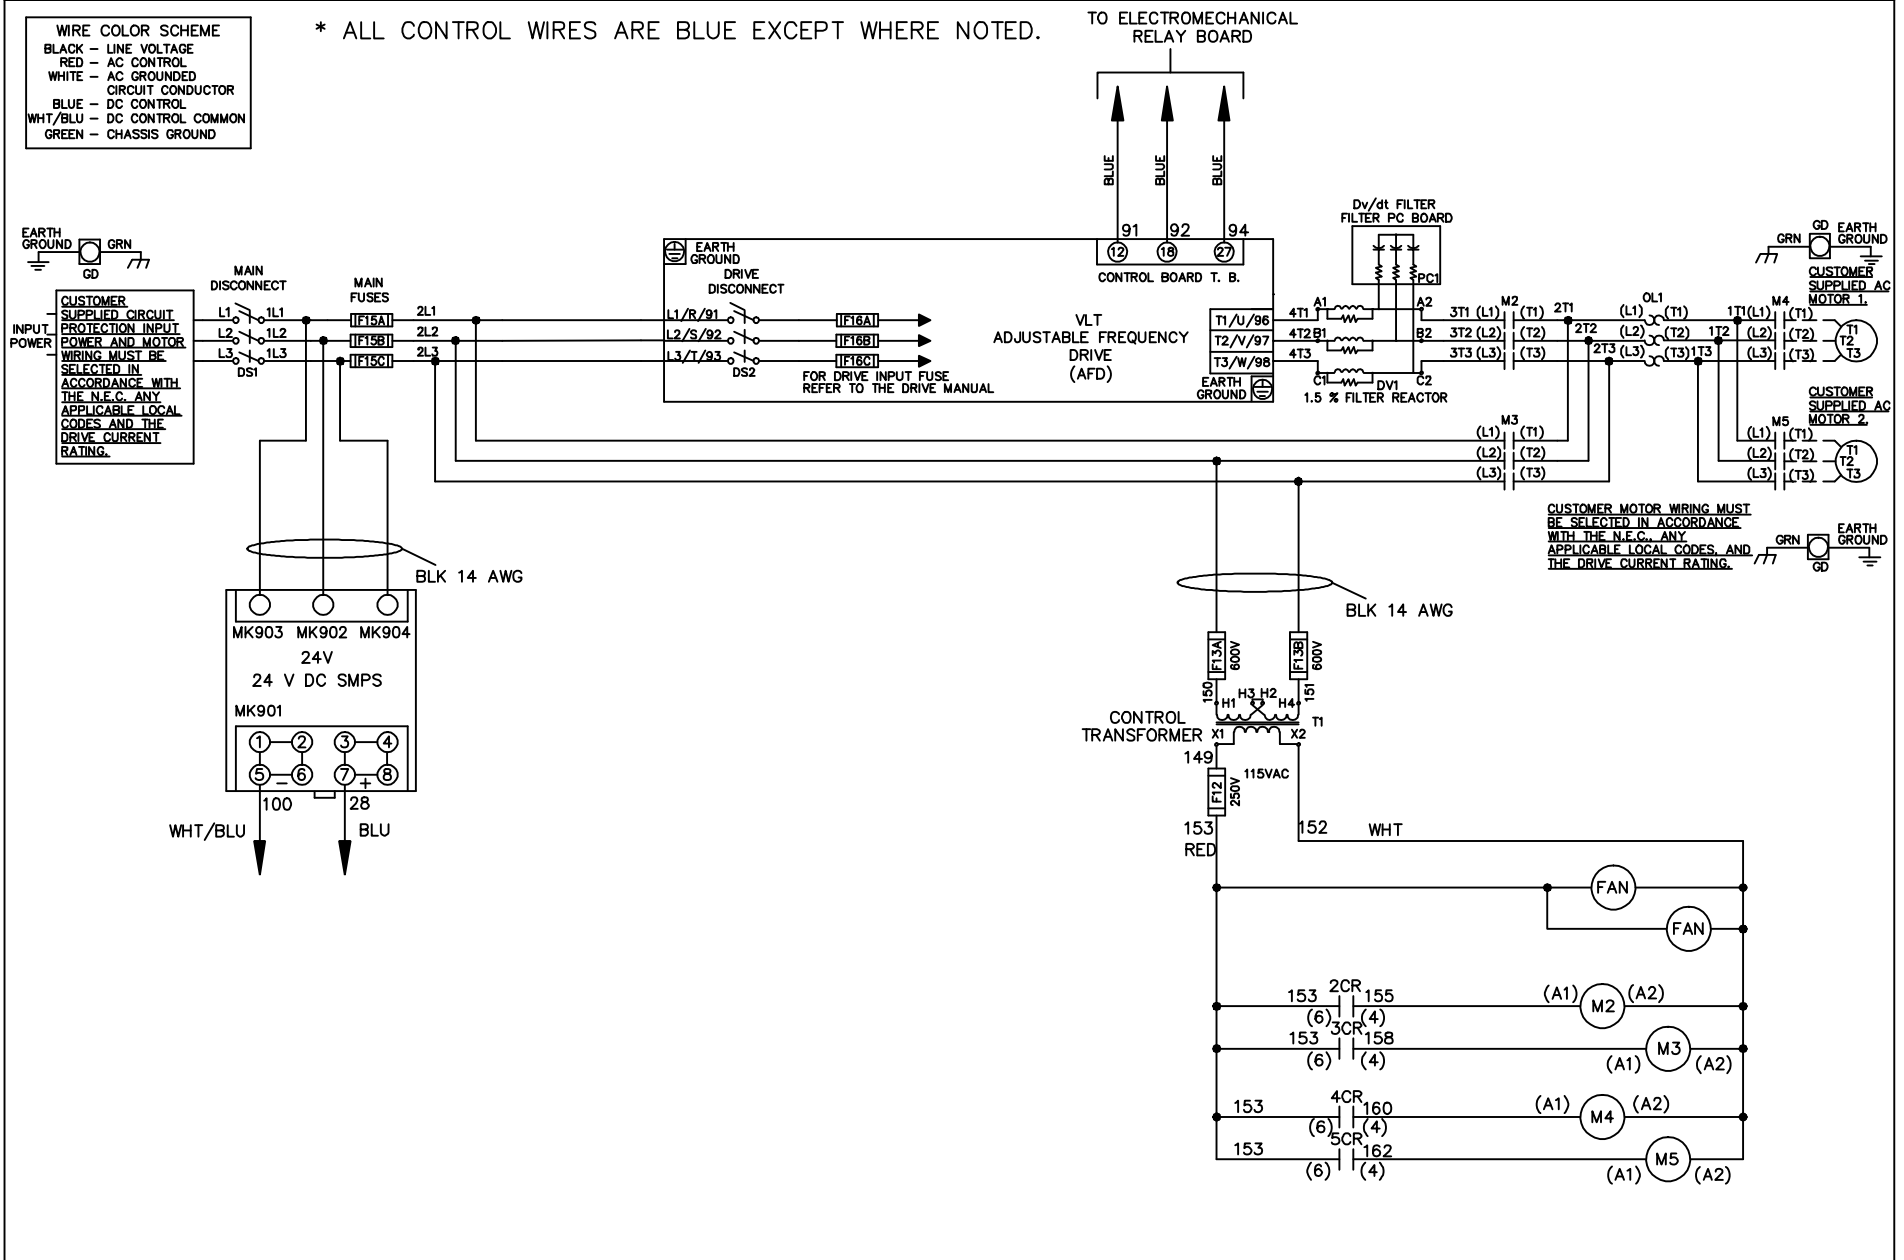 WIRE COLOR SCHEME
BLACK – LINE VOLTAGE
RED – AC CONTROL
WHITE – AC GROUNDED
CIRCUIT CONDUCTOR
BLUE – DC CONTROL
WHT/BLU – DC CONTROL COMMON
GREEN – CHASSIS GROUND
* ALL CONTROL WIRES ARE BLUE EXCEPT WHERE NOTED.
TO ELECTROMECHANICAL
RELAY BOARD
BLUE
BLUE
BLUE
91 92 94
12 18 27
CONTROL BOARD T. B.
EARTH
GROUND
GRN
GD
INPUT
POWER
CUSTOMER
SUPPLIED CIRCUIT
PROTECTION INPUT
POWER AND MOTOR
WIRING MUST BE
SELECTED IN
ACCORDANCE WITH
THE N.E.C. ANY
APPLICABLE LOCAL
CODES AND THE
DRIVE CURRENT
RATING.
MAIN
DISCONNECT
L1 1L1
L2 1L2
L3 1L3
DS1
MAIN
FUSES
F15A 2L1
F15B 2L2
F15C 2L3
EARTH
GROUND
DRIVE
DISCONNECT
L1/R/91
L2/S/92
L3/T/93
DS2
F16A
F16B
F16C
FOR DRIVE INPUT FUSE
REFER TO THE DRIVE MANUAL
VLT
ADJUSTABLE FREQUENCY
DRIVE
(AFD)
T1/U/96
T2/V/97
T3/W/98
EARTH
GROUND
4T1
4T2
4T3
Dv/dt FILTER
FILTER PC BOARD
PC1
A1 A2
B1 B2
C1 C2
DV1
1.5 % FILTER REACTOR
M2
3T1 (L1) (T1) 2T1
3T2 (L2) (T2) 2T2
3T3 (L3) (T3) 2T3
OL1
(L1) (T1) 1T1
(L2) (T2) 1T2
(L3) (T3) 1T3
M4
(L1) (T1)
(L2) (T2)
(L3) (T3)
T1
T2
T3
GRN
GD
EARTH
GROUND
CUSTOMER
SUPPLIED AC
MOTOR 1.
M3
(L1) (T1)
(L2) (T2)
(L3) (T3)
M5
(L1) (T1)
(L2) (T2)
(L3) (T3)
T1
T2
T3
CUSTOMER
SUPPLIED AC
MOTOR 2.
CUSTOMER MOTOR WIRING MUST
BE SELECTED IN ACCORDANCE
WITH THE N.E.C., ANY
APPLICABLE LOCAL CODES, AND
THE DRIVE CURRENT RATING.
GRN
GD
EARTH
GROUND
BLK 14 AWG
MK903 MK902 MK904
24V
24 V DC SMPS
MK901
1 2 3 4
5 – 6 7 + 8
100 28
WHT/BLU BLU
BLK 14 AWG
F13A
600V
F13B
600V
150
151
H1 H3 H2 H4
T1
CONTROL
TRANSFORMER
X1 X2
149
115VAC
F12
250V
153
RED
152 WHT
FAN
FAN
153 2CR 155 (A1) M2 (A2)
(6) (4)
153 3CR 158 M3
(6) (4) (A1) (A2)
153 4CR 160 (A1) M4 (A2)
(6) (4)
153 5CR 162 M5
(6) (4) (A1) (A2)